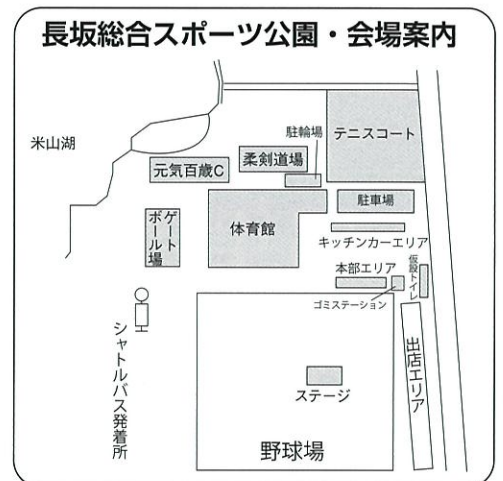 長坂総合スポーツ公園・会場案内
米山湖
駐輪場
テニスコート
柔剣道場
元気百歳C
駐車場
体育館
ゲート
ボール場
キッチンカーエリア
本部エリア
仮設トイレ
ゴミステーション
シャトルバス発着所
出店エリア
ステージ
野球場